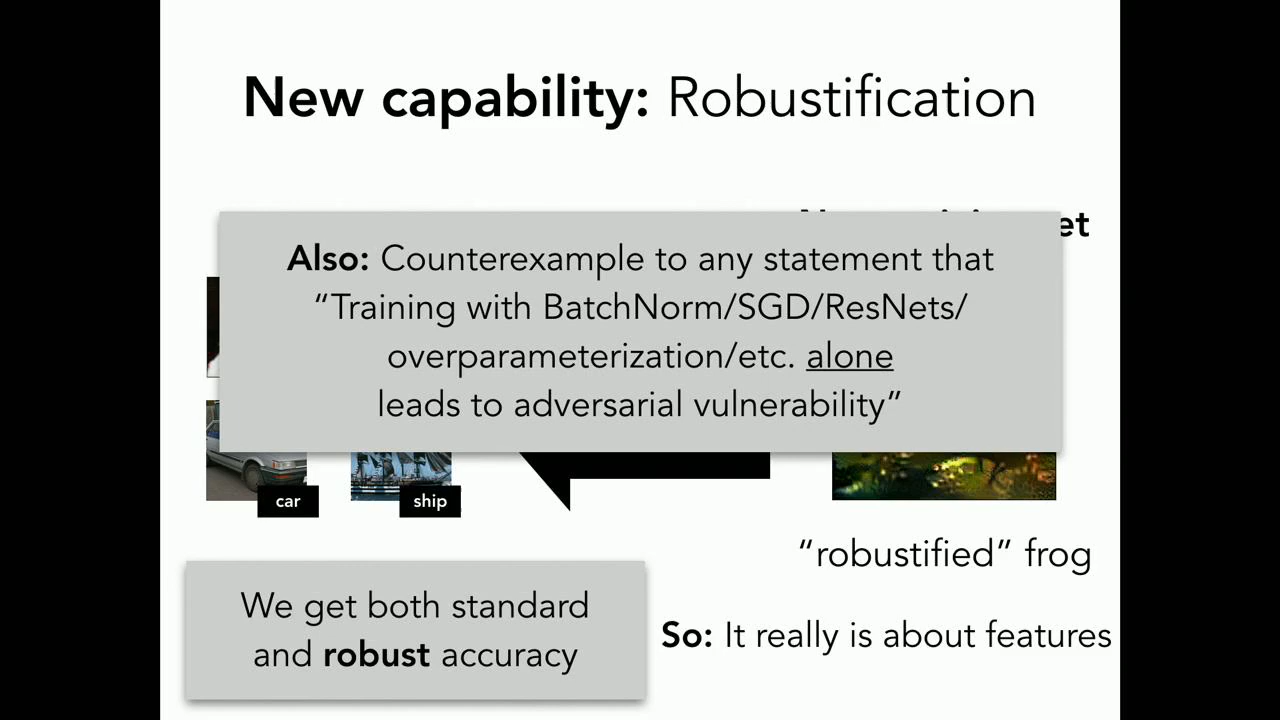 New capability: Robustification
et
Also: Counterexample to any statement that
“Training with BatchNorm/SGD/ResNets/
overparameterization/etc. alone
leads to adversarial vulnerability”
car
ship
“robustified” frog
We get both standard
and robust accuracy
So: It really is about features